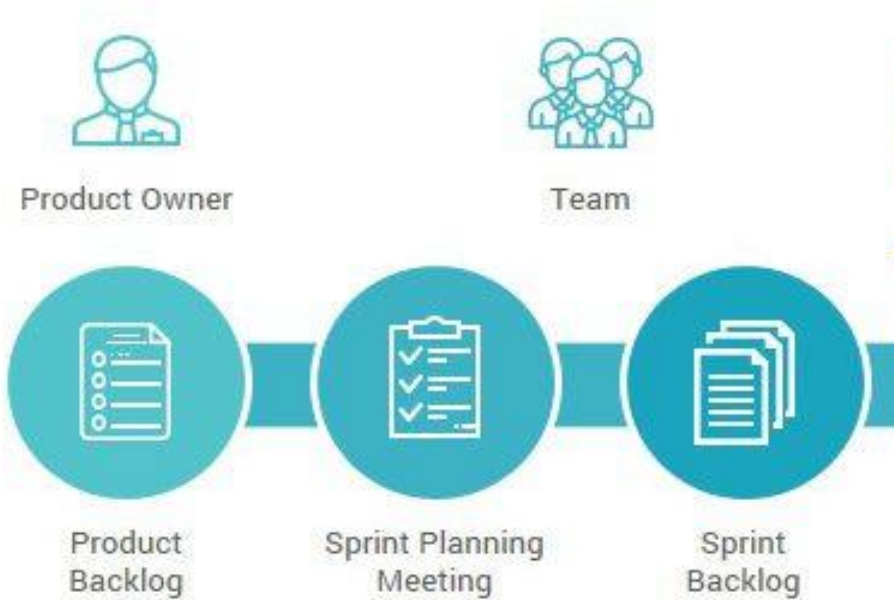 Product Owner
Team
Product
Backlog
Sprint Planning
Meeting
Sprint
Backlog